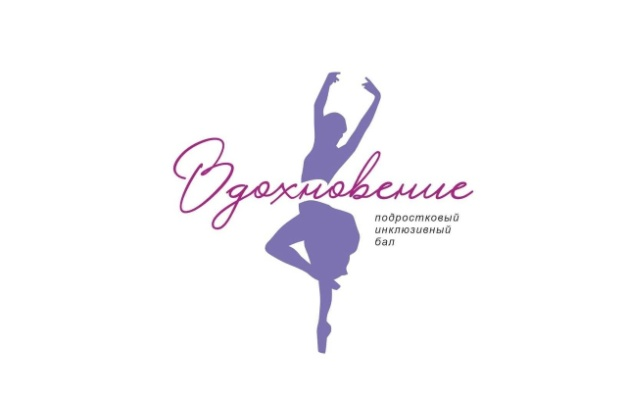 Вдохновение
подростковый
инклюзивный
бал